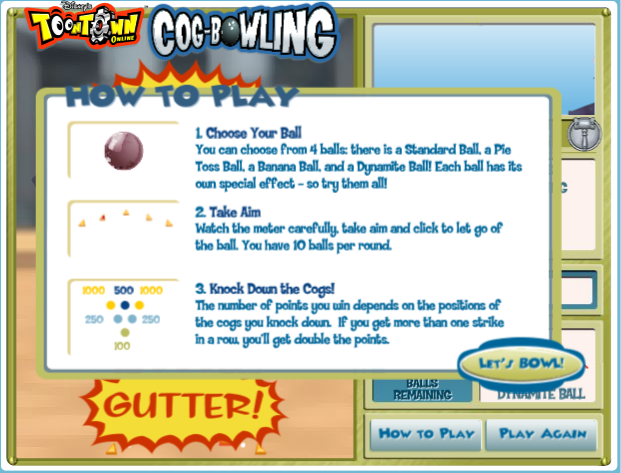 Disney's
TOONTOWN
ONLINE
COG-BOWLING
HOW TO PLAY
1. Choose Your Ball
You can choose from 4 balls: there is a Standard Ball, a Pie
Toss Ball, a Banana Ball, and a Dynamite Ball! Each ball has its
own special effect - so try them all!
2. Take Aim
Watch the meter carefully, take aim and click to let go of
the ball. You have 10 balls per round.
1000 500 1000
250 250
100
3. Knock Down the Cogs!
The number of points you win depends on the positions of
the cogs you knock down. If you get more than one strike
in a row, you'll get double the points.
LET'S BOWL!
GUTTER!
BALLS
REMAINING
DYNAMITE BALL
HOW TO PLAY
PLAY AGAIN